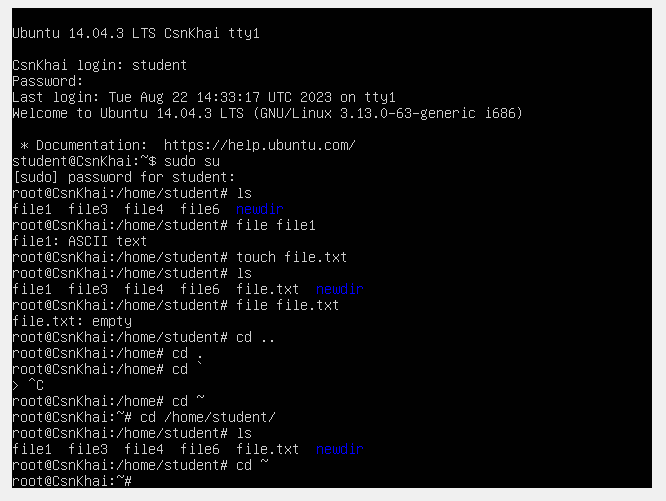 Ubuntu 14.04.3 LTS CsnKhai tty1
CsnKhai login: student
Password:
Last login: Tue Aug 22 14:33:17 UTC 2023 on tty1
Welcome to Ubuntu 14.04.3 LTS (GNU/Linux 3.13.0-63-generic i686)
 * Documentation:  https://help.ubuntu.com/
student@CsnKhai:~$ sudo su
[sudo] password for student:
root@CsnKhai:/home/student# ls
file1  file3  file4  file6  newdir
root@CsnKhai:/home/student# file file1
file1: ASCII text
root@CsnKhai:/home/student# touch file.txt
root@CsnKhai:/home/student# ls
file1  file3  file4  file6  file.txt  newdir
root@CsnKhai:/home/student# file file.txt
file.txt: empty
root@CsnKhai:/home/student# cd ..
root@CsnKhai:/home# cd .
root@CsnKhai:/home# cd `
> ^C
root@CsnKhai:/home# cd ~
root@CsnKhai:~# cd /home/student/
root@CsnKhai:/home/student# ls
file1  file3  file4  file6  file.txt  newdir
root@CsnKhai:/home/student# cd ~
root@CsnKhai:~#